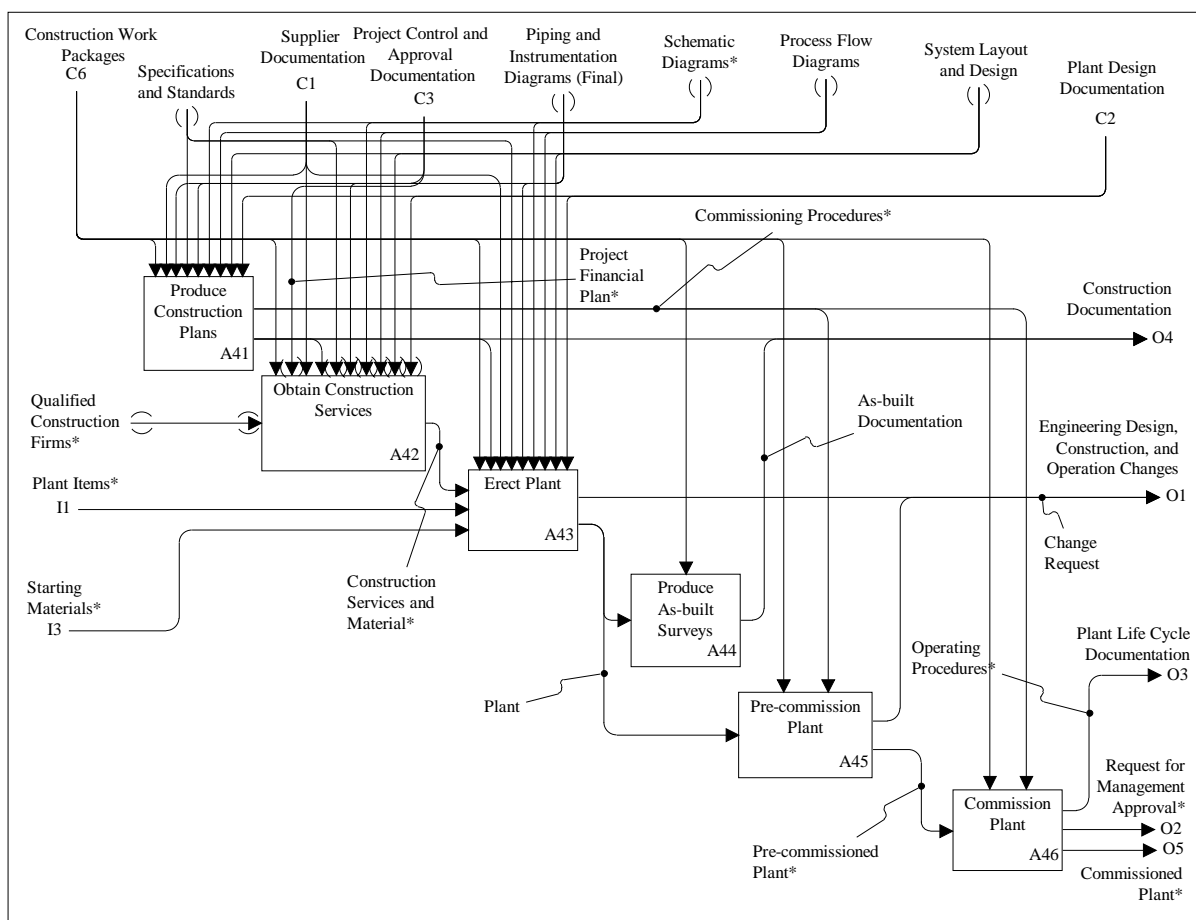 Construction Work
Packages
C6
Specifications
and Standards
Supplier
Documentation
C1
Project Control and
Approval
Documentation
C3
Piping and
Instrumentation
Diagrams (Final)
Schematic
Diagrams*
Process Flow
Diagrams
System Layout
and Design
Plant Design
Documentation
C2
Commissioning Procedures*
Project
Financial
Plan*
Produce
Construction
Plans
A41
Construction
Documentation
O4
Obtain Construction
Services
A42
Qualified
Construction
Firms*
As-built
Documentation
Engineering Design,
Construction, and
Operation Changes
O1
Plant Items*
I1
Erect Plant
A43
Change
Request
Starting
Materials*
I3
Construction
Services and
Material*
Produce
As-built
Surveys
A44
Operating
Procedures*
Plant Life Cycle
Documentation
O3
Plant
Pre-commission
Plant
A45
Request for
Management
Approval*
O2
Commission
Plant
A46
O5
Pre-commissioned
Plant*
Commissioned
Plant*